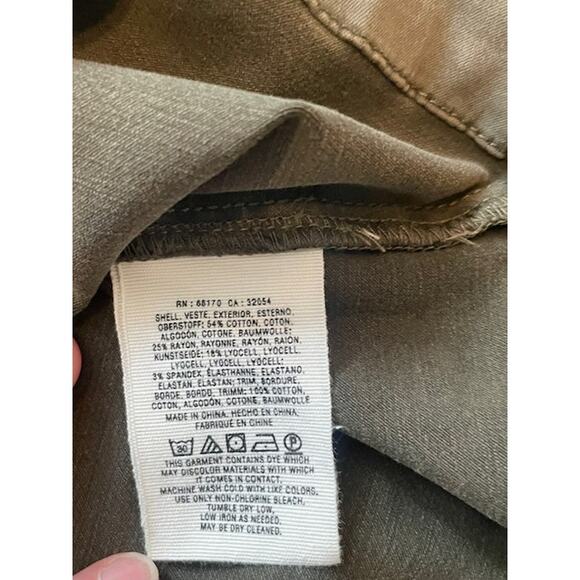 RN : 68170 CA : 32054
SHELL, VESTE, EXTERIOR, ESTERNO,
OBERSTOFF: 54% COTTON, COTON,
ALGODÓN, COTONE, BAUMWOLLE:
25% RAYON, RAYONNE, RAYÓN, RAION,
KUNSTSEIDE: 18% LYOCELL, LYOCELL,
LYOCELL, LYOCELL, LYOCELL:
3% SPANDEX, ÉLASTHANNE, ELASTANO,
ELASTAN, ELASTAN; TRIM, BORDURE,
BORDE, BORDO, TRIMM: 100% COTTON,
COTON, ALGODÓN, COTONE, BAUMWOLLE
MADE IN CHINA. HECHO EN CHINA.
FABRIQUÉ EN CHINE
30 P
THIS GARMENT CONTAINS DYE WHICH
MAY DISCOLOR MATERIALS WITH WHICH
IT COMES IN CONTACT.
MACHINE WASH COLD WITH LIKE COLORS.
USE ONLY NON-CHLORINE BLEACH,
TUMBLE DRY LOW,
LOW IRON AS NEEDED.
MAY BE DRY CLEANED.